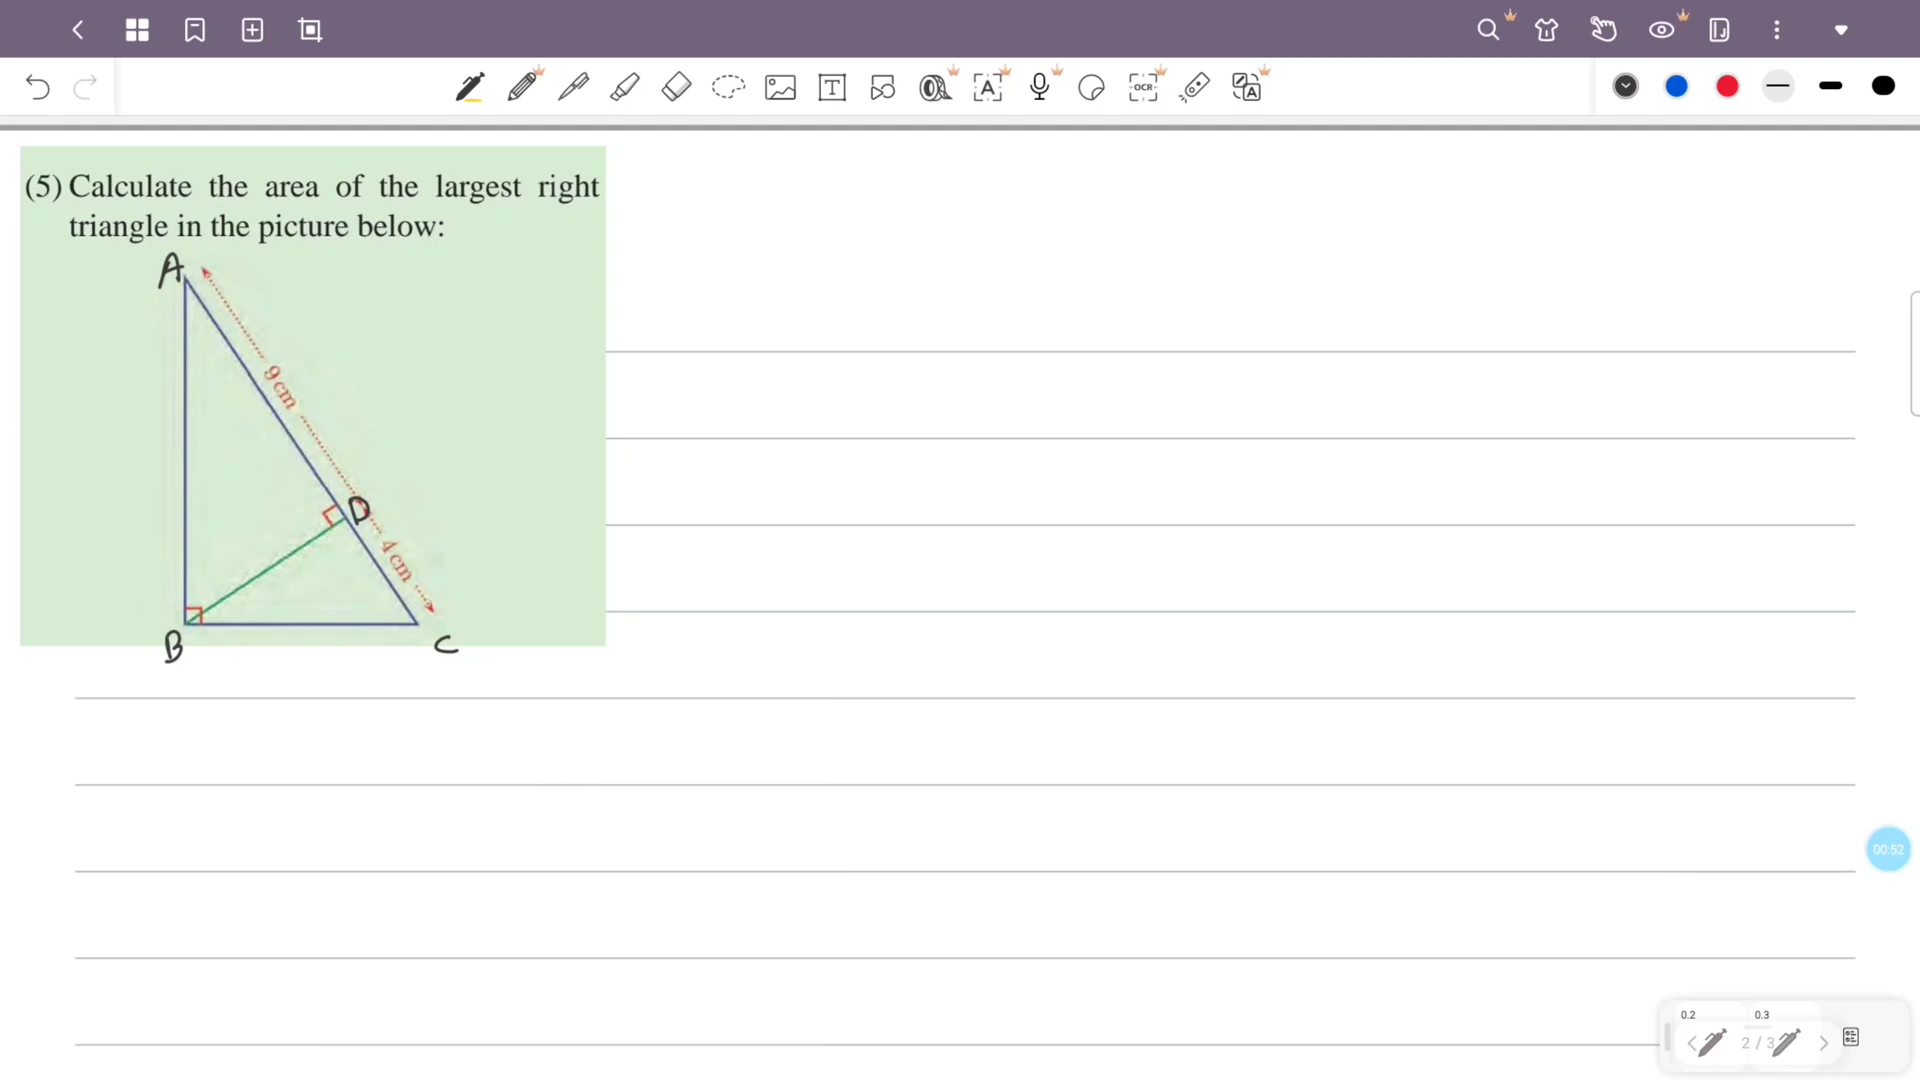 T
A
OCR
A
(5) Calculate the area of the largest right
triangle in the picture below:
A
9 cm
D
4 cm
B
C
00:52
0.2 0.3
2 / 3